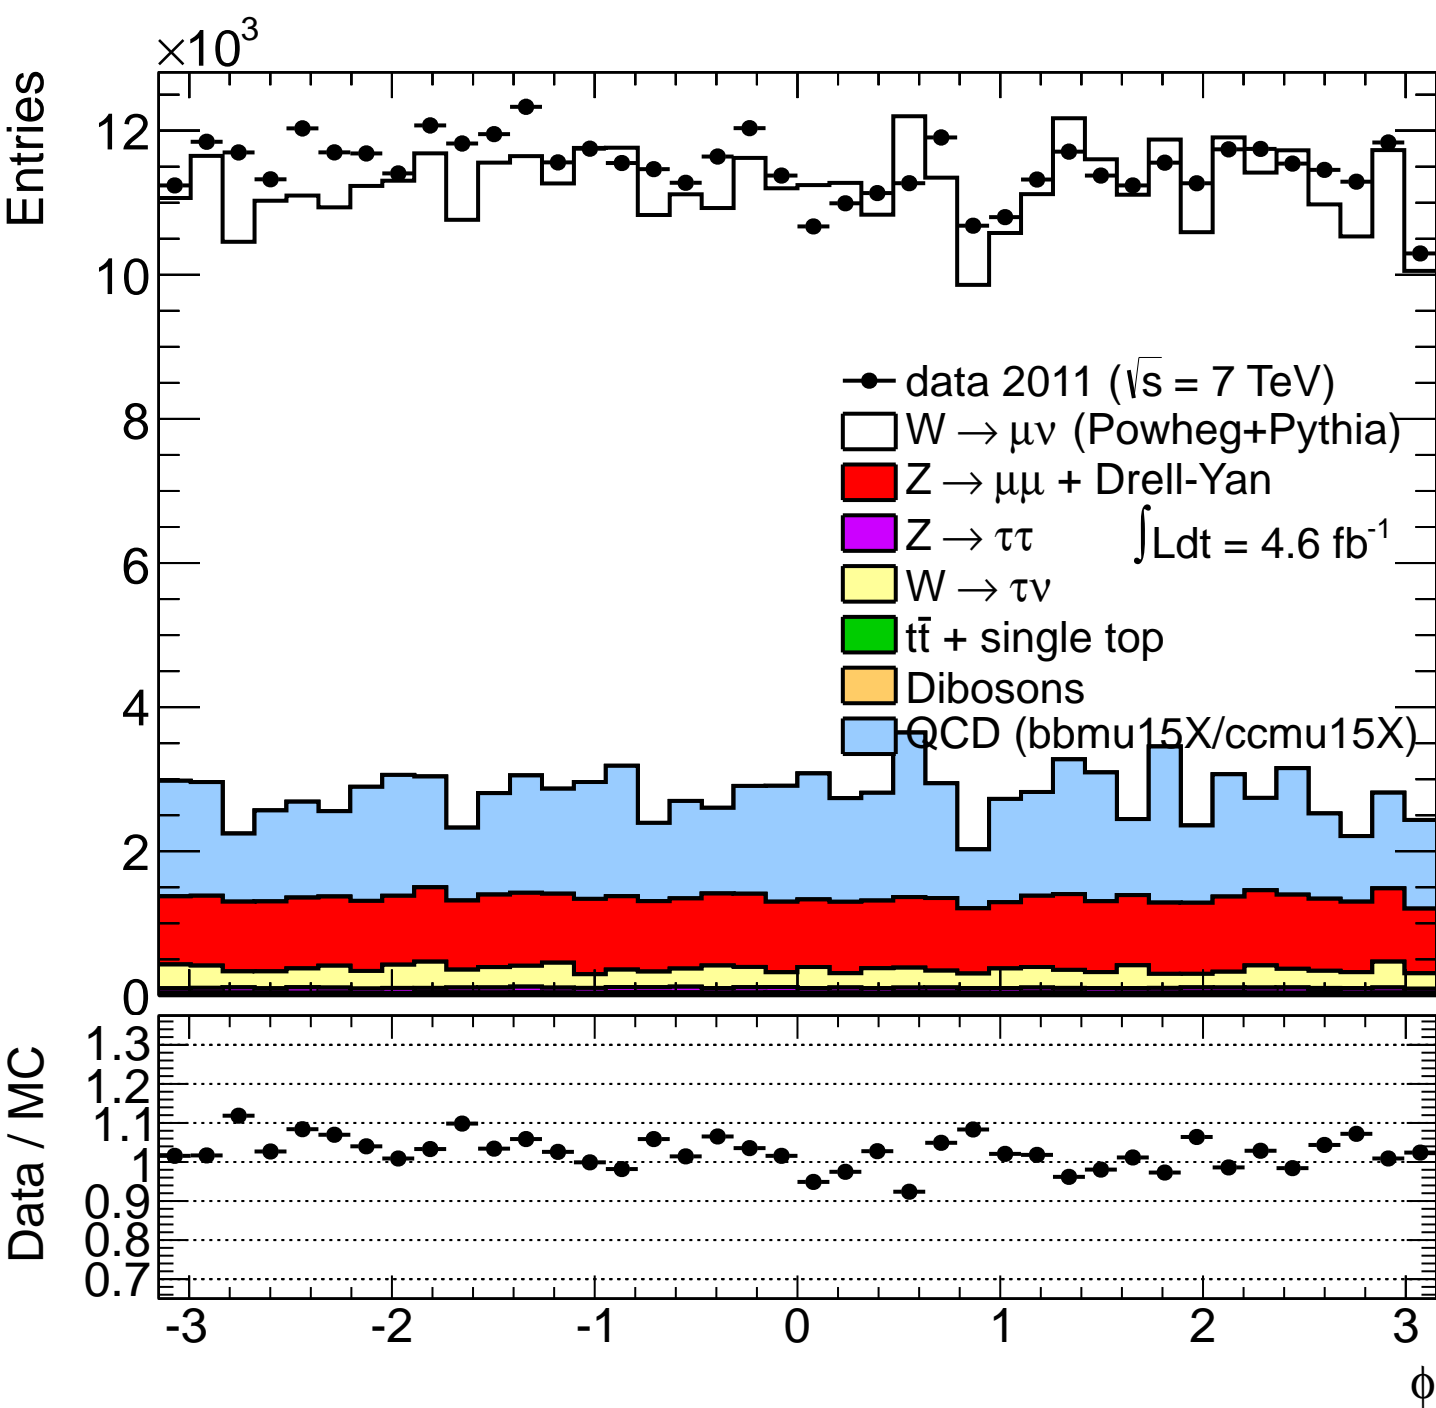 ×10³
Entries
12
10
8
6
4
2
0
data 2011 (√s = 7 TeV)
W → μν (Powheg+Pythia)
Z → μμ + Drell-Yan
Z → ττ
∫Ldt = 4.6 fb⁻¹
W → τν
tt̄ + single top
Dibosons
QCD (bbmu15X/ccmu15X)
Data / MC
1.3
1.2
1.1
1
0.9
0.8
0.7
-3 -2 -1 0 1 2 3
ϕ